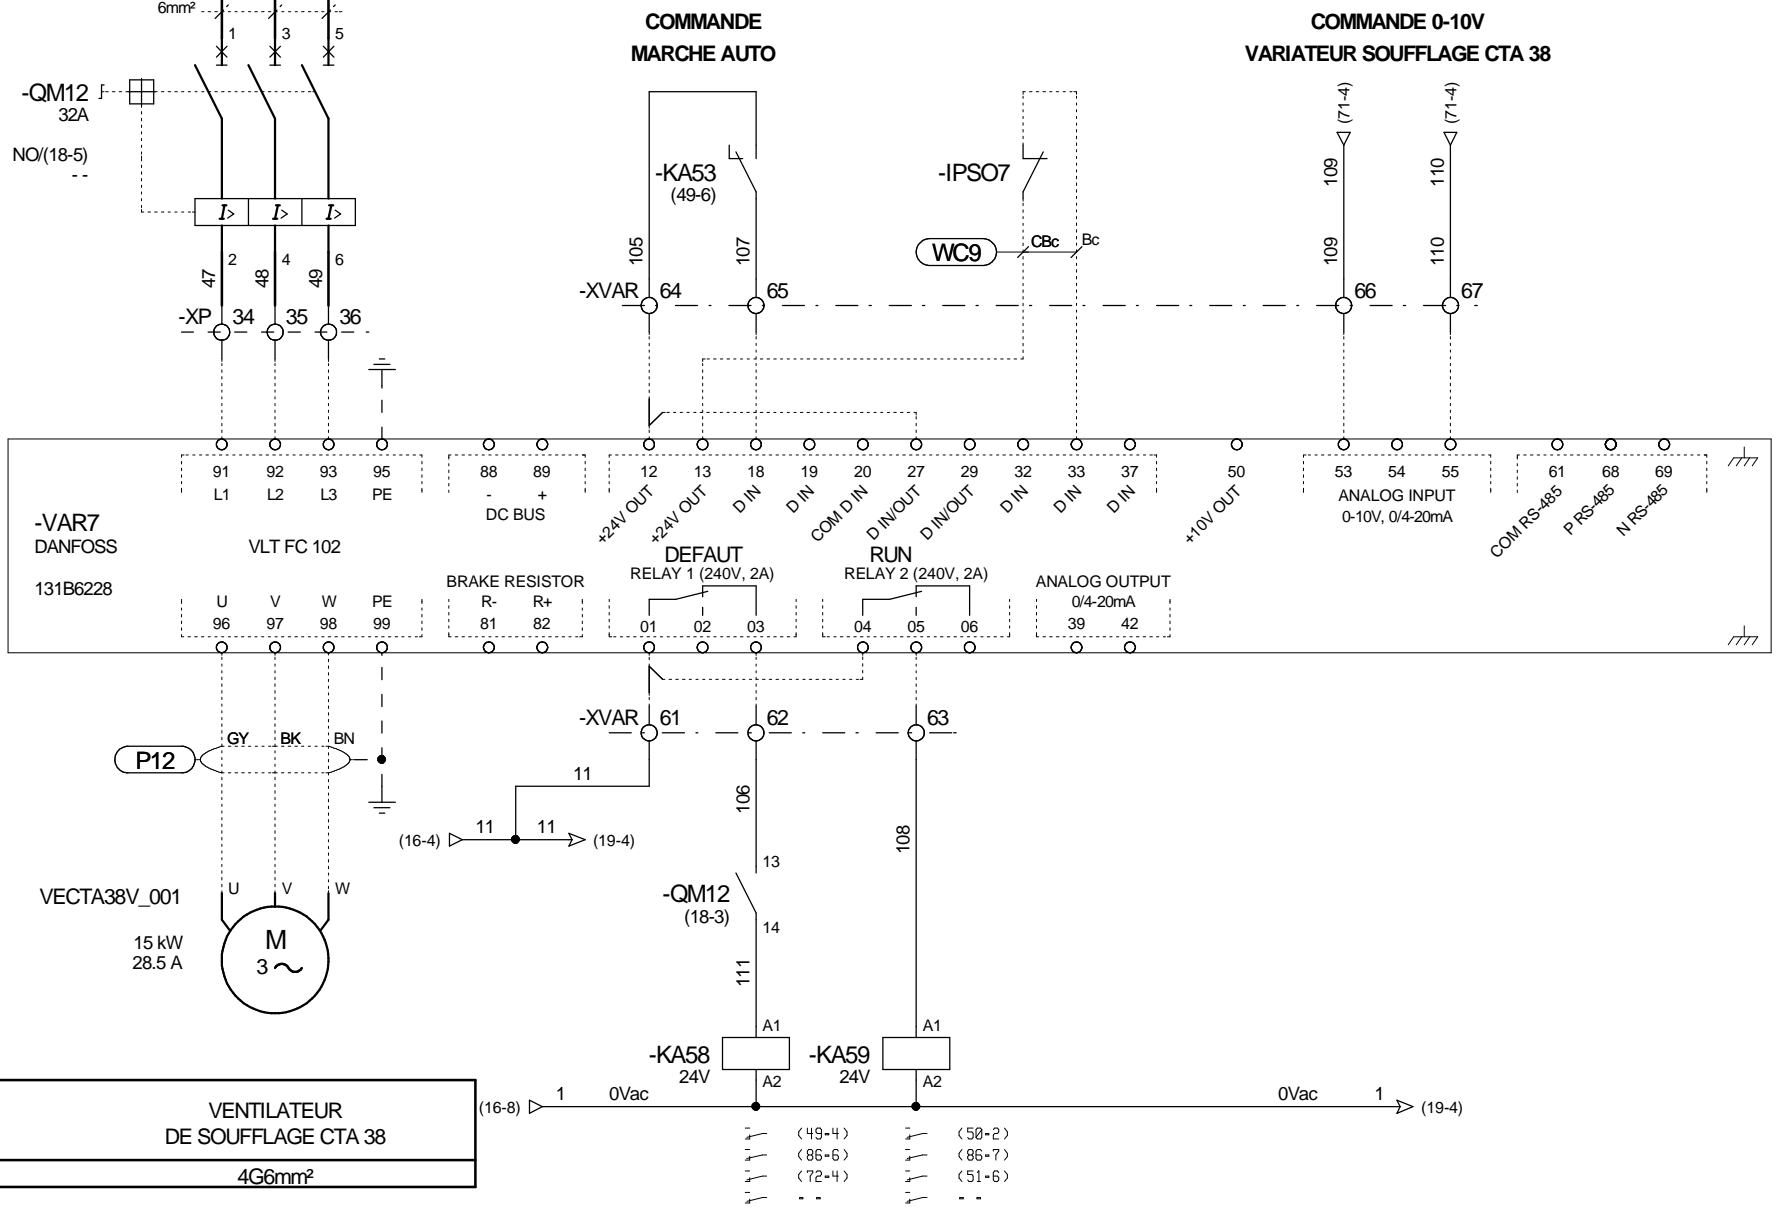 6mm²
1 3 5
COMMANDE
MARCHE AUTO
COMMANDE 0-10V
VARIATEUR SOUFFLAGE CTA 38
-QM12
32A
NO/(18-5)
- -
I> I> I>
2 4 6
47 48 49
-XP 34 35 36
-KA53
(49-6)
105 107
-IPSO7
WC9 CBc Bc
(71-4) (71-4)
109 110
109 110
-XVAR 64 65 66 67
91 92 93 95
L1 L2 L3 PE
88 89
- +
DC BUS
12 13 18 19 20 27 29 32 33 37
+24V OUT +24V OUT D IN D IN COM D IN D IN/OUT D IN/OUT D IN D IN D IN
50
+10V OUT
53 54 55
ANALOG INPUT
0-10V, 0/4-20mA
61 68 69
COM RS-485 P RS-485 N RS-485
-VAR7
DANFOSS
131B6228
VLT FC 102
U V W PE
96 97 98 99
BRAKE RESISTOR
R- R+
81 82
DEFAUT
RELAY 1 (240V, 2A)
01 02 03
RUN
RELAY 2 (240V, 2A)
04 05 06
ANALOG OUTPUT
0/4-20mA
39 42
-XVAR 61 62 63
P12 GY BK BN
11
(16-4) 11 11 (19-4)
106
108
13
-QM12
(18-3)
14
111
VECTA38V_001
15 kW
28.5 A
U V W
M
3
A1 A1
-KA58
24V
-KA59
24V
A2 A2
(16-8) 1 0Vac 0Vac 1 (19-4)
VENTILATEUR
DE SOUFFLAGE CTA 38
4G6mm²
(49-4) (50-2)
(86-6) (86-7)
(72-4) (51-6)
- - - -